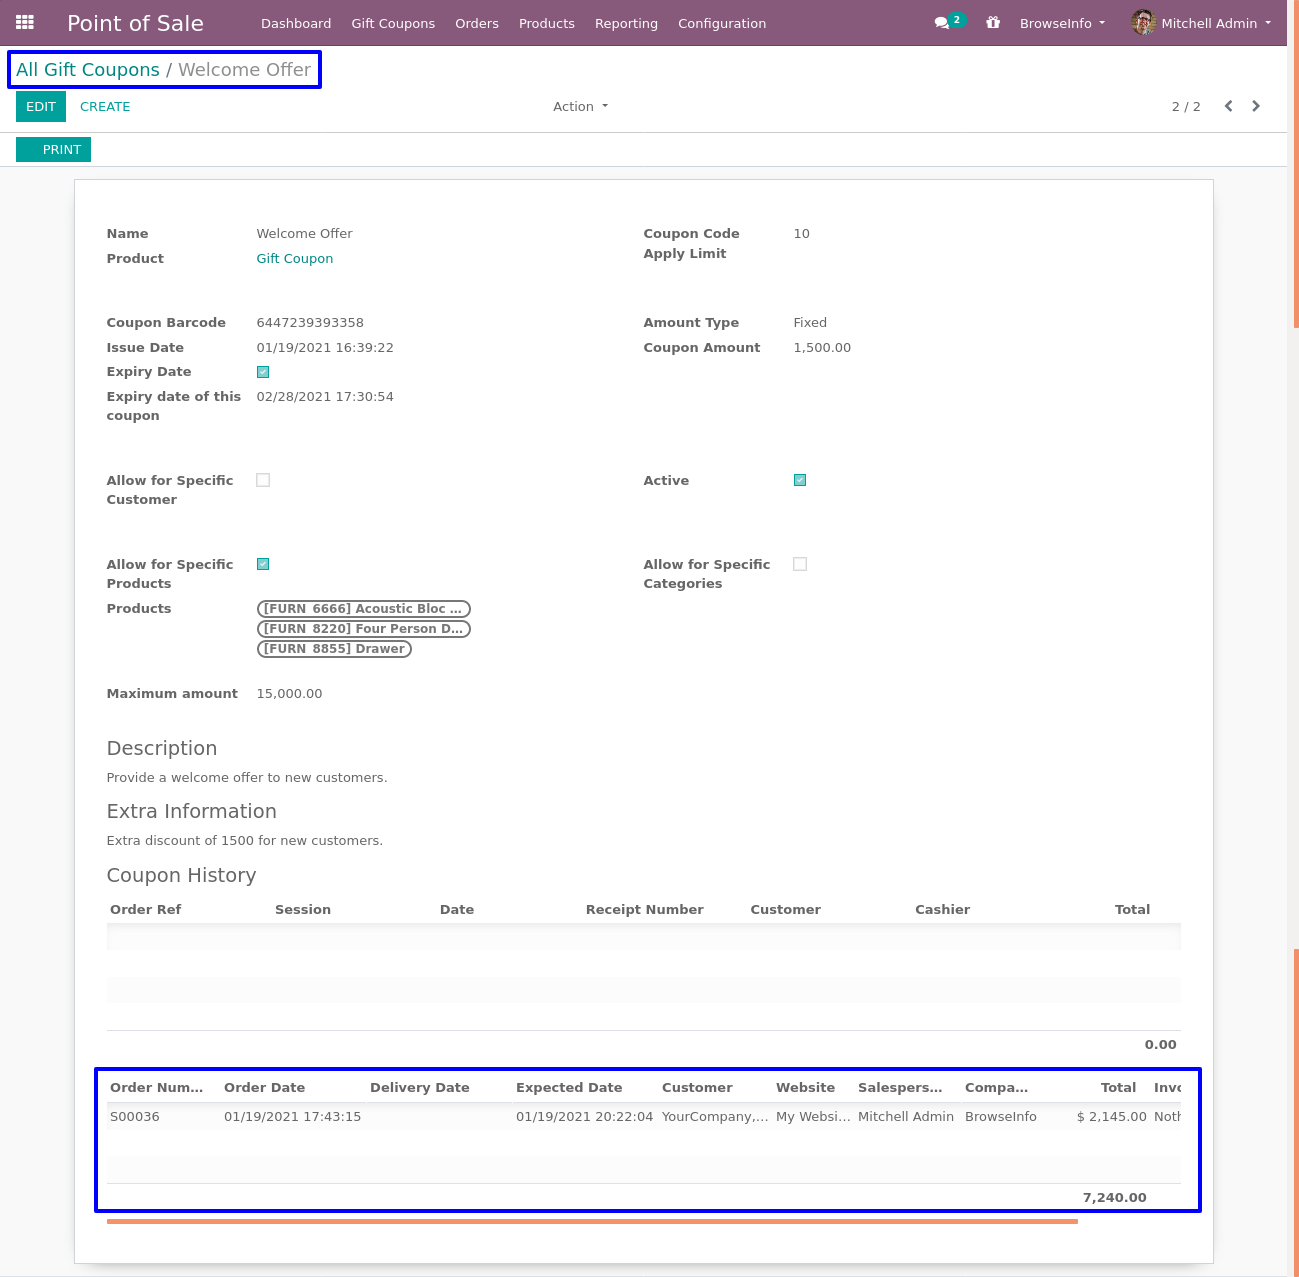 Point of Sale Dashboard Gift Coupons Orders Products Reporting Configuration 2 BrowseInfo Mitchell Admin
All Gift Coupons / Welcome Offer
EDIT CREATE Action 2 / 2
PRINT
Name Welcome Offer Coupon Code Apply Limit 10
Product Gift Coupon
Coupon Barcode 6447239393358 Amount Type Fixed
Issue Date 01/19/2021 16:39:22 Coupon Amount 1,500.00
Expiry Date
Expiry date of this coupon 02/28/2021 17:30:54
Allow for Specific Customer Active
Allow for Specific Products Allow for Specific Categories
Products [FURN_6666] Acoustic Bloc ...
[FURN_8220] Four Person D...
[FURN_8855] Drawer
Maximum amount 15,000.00
Description
Provide a welcome offer to new customers.
Extra Information
Extra discount of 1500 for new customers.
Coupon History
Order Ref Session Date Receipt Number Customer Cashier Total
0.00
Order Num... Order Date Delivery Date Expected Date Customer Website Salespers... Compa... Total Invo
S00036 01/19/2021 17:43:15 01/19/2021 20:22:04 YourCompany,... My Websi... Mitchell Admin BrowseInfo $ 2,145.00 Noth
7,240.00